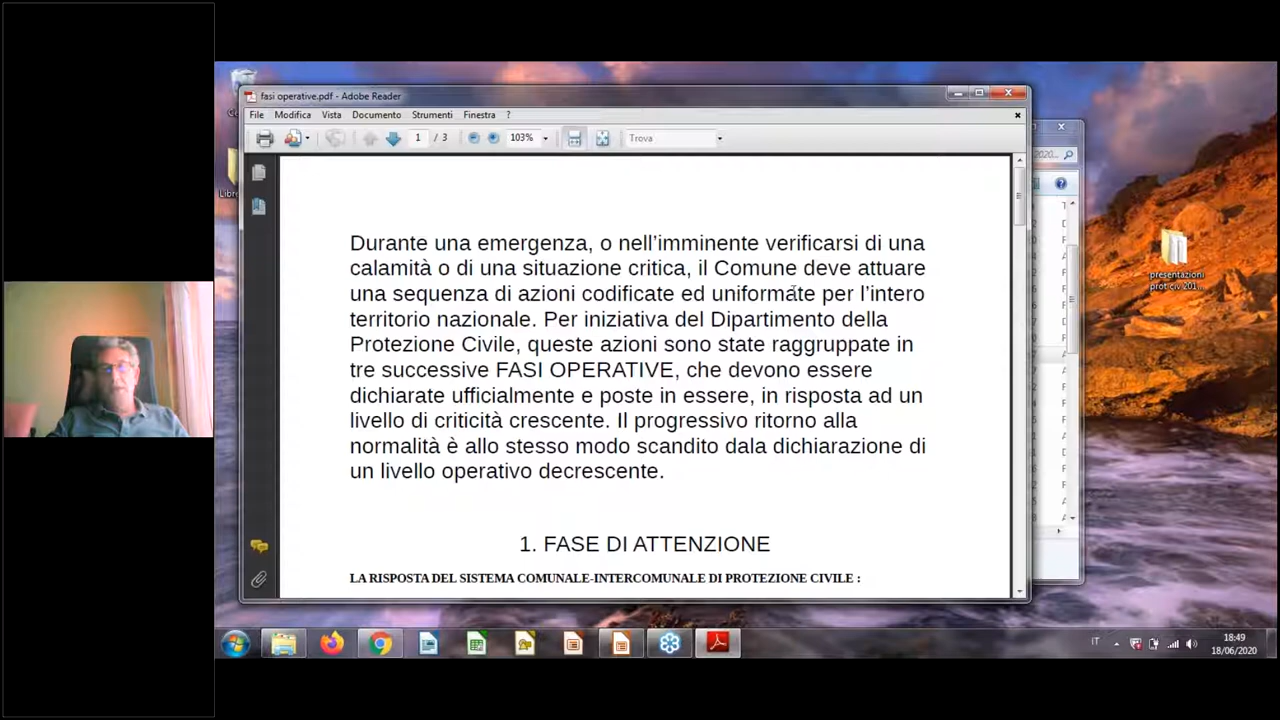 fasi operative.pdf - Adobe Reader
File Modifica Vista Documento Strumenti Finestra ?
1 / 3 103% Trova
2020...
Durante una emergenza, o nell'imminente verificarsi di una
calamità o di una situazione critica, il Comune deve attuare
una sequenza di azioni codificate ed uniformate per l'intero
territorio nazionale. Per iniziativa del Dipartimento della
Protezione Civile, queste azioni sono state raggruppate in
tre successive FASI OPERATIVE, che devono essere
dichiarate ufficialmente e poste in essere, in risposta ad un
livello di criticità crescente. Il progressivo ritorno alla
normalità è allo stesso modo scandito dala dichiarazione di
un livello operativo decrescente.
1. FASE DI ATTENZIONE
LA RISPOSTA DEL SISTEMA COMUNALE-INTERCOMUNALE DI PROTEZIONE CIVILE :
presentazioni
prot civ 201...
IT
18:49
18/06/2020